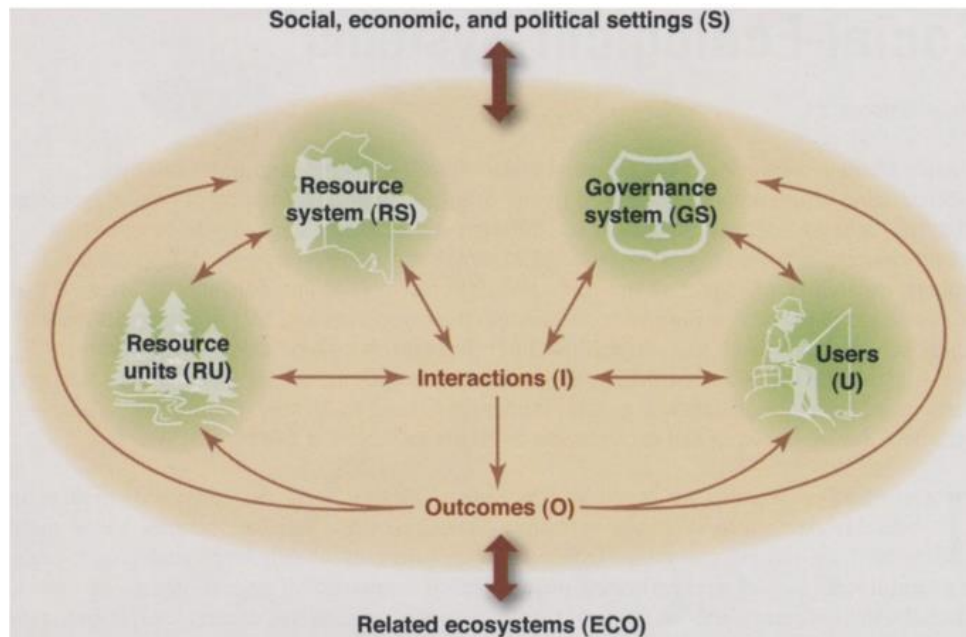 Social, economic, and political settings (S)
Resource
system (RS)
Governance
system (GS)
Resource
units (RU)
Interactions (I)
Users
(U)
Outcomes (O)
Related ecosystems (ECO)